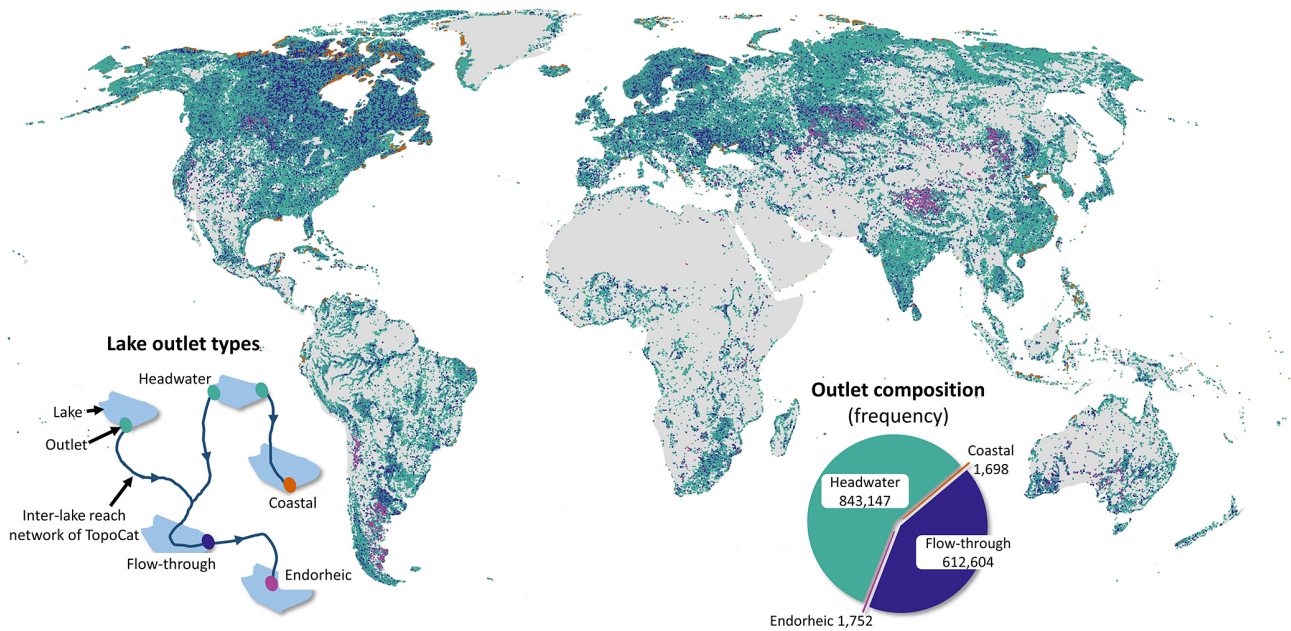 Lake outlet types
Headwater
Lake
Outlet
Inter-lake reach
network of TopoCat
Coastal
Flow-through
Endorheic
Outlet composition
(frequency)
Coastal
1,698
Headwater
843,147
Flow-through
612,604
Endorheic 1,752